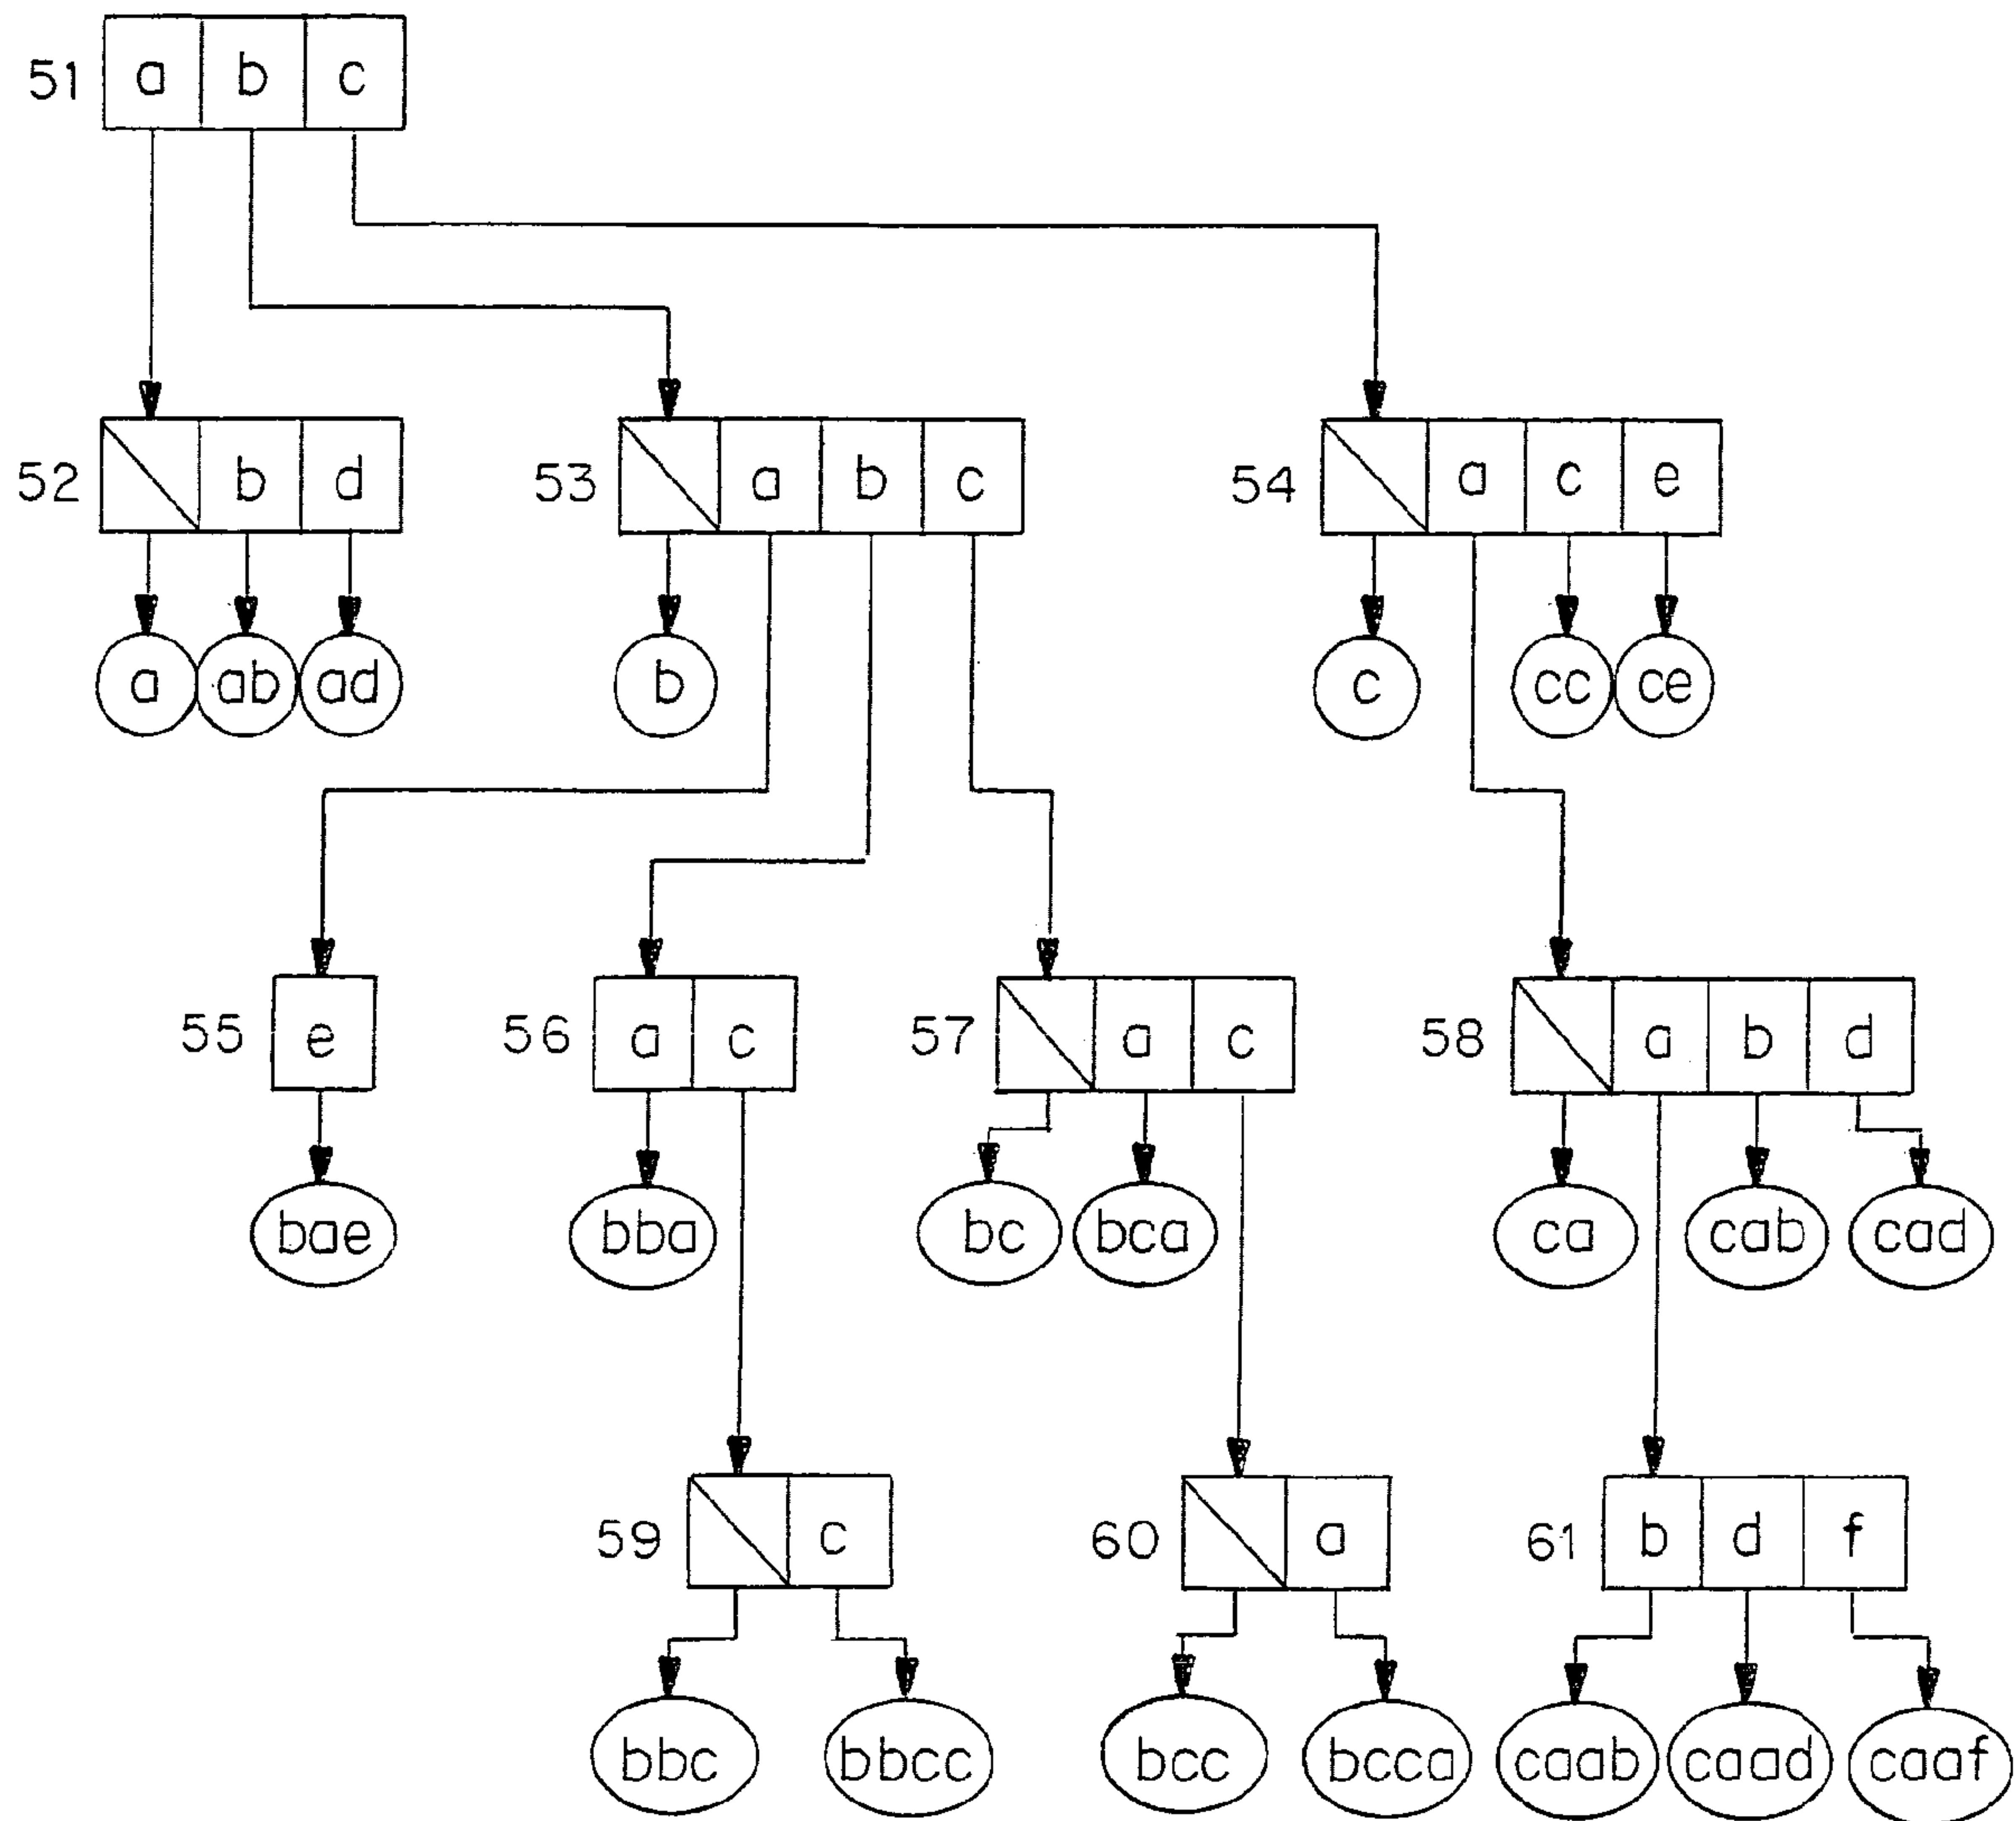 51 a b c
52 b d
53 a b c
54 a c e
a ab ad b c cc ce
55 e
56 a c
57 a c
58 a b d
bae bba bc bca ca cab cad
59 c
60 a
61 b d f
bbc bbcc bcc bcca caab caad caaf